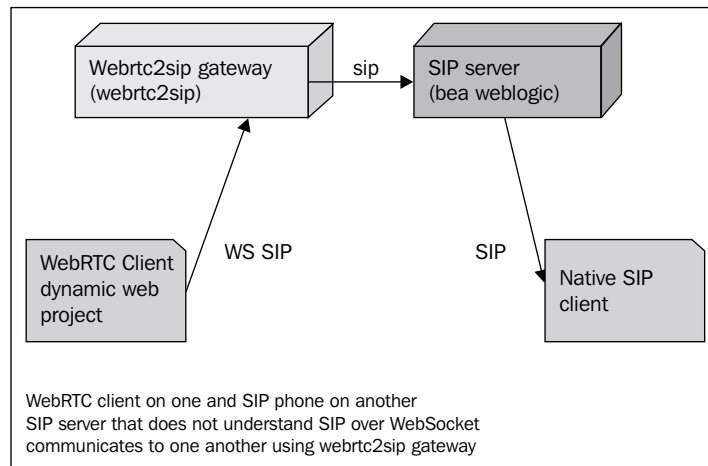 Webrtc2sip gateway
(webrtc2sip)
sip
SIP server
(bea weblogic)
WebRTC Client
dynamic web
project
WS SIP
SIP
Native SIP
client
WebRTC client on one and SIP phone on another
SIP server that does not understand SIP over WebSocket
communicates to one another using webrtc2sip gateway